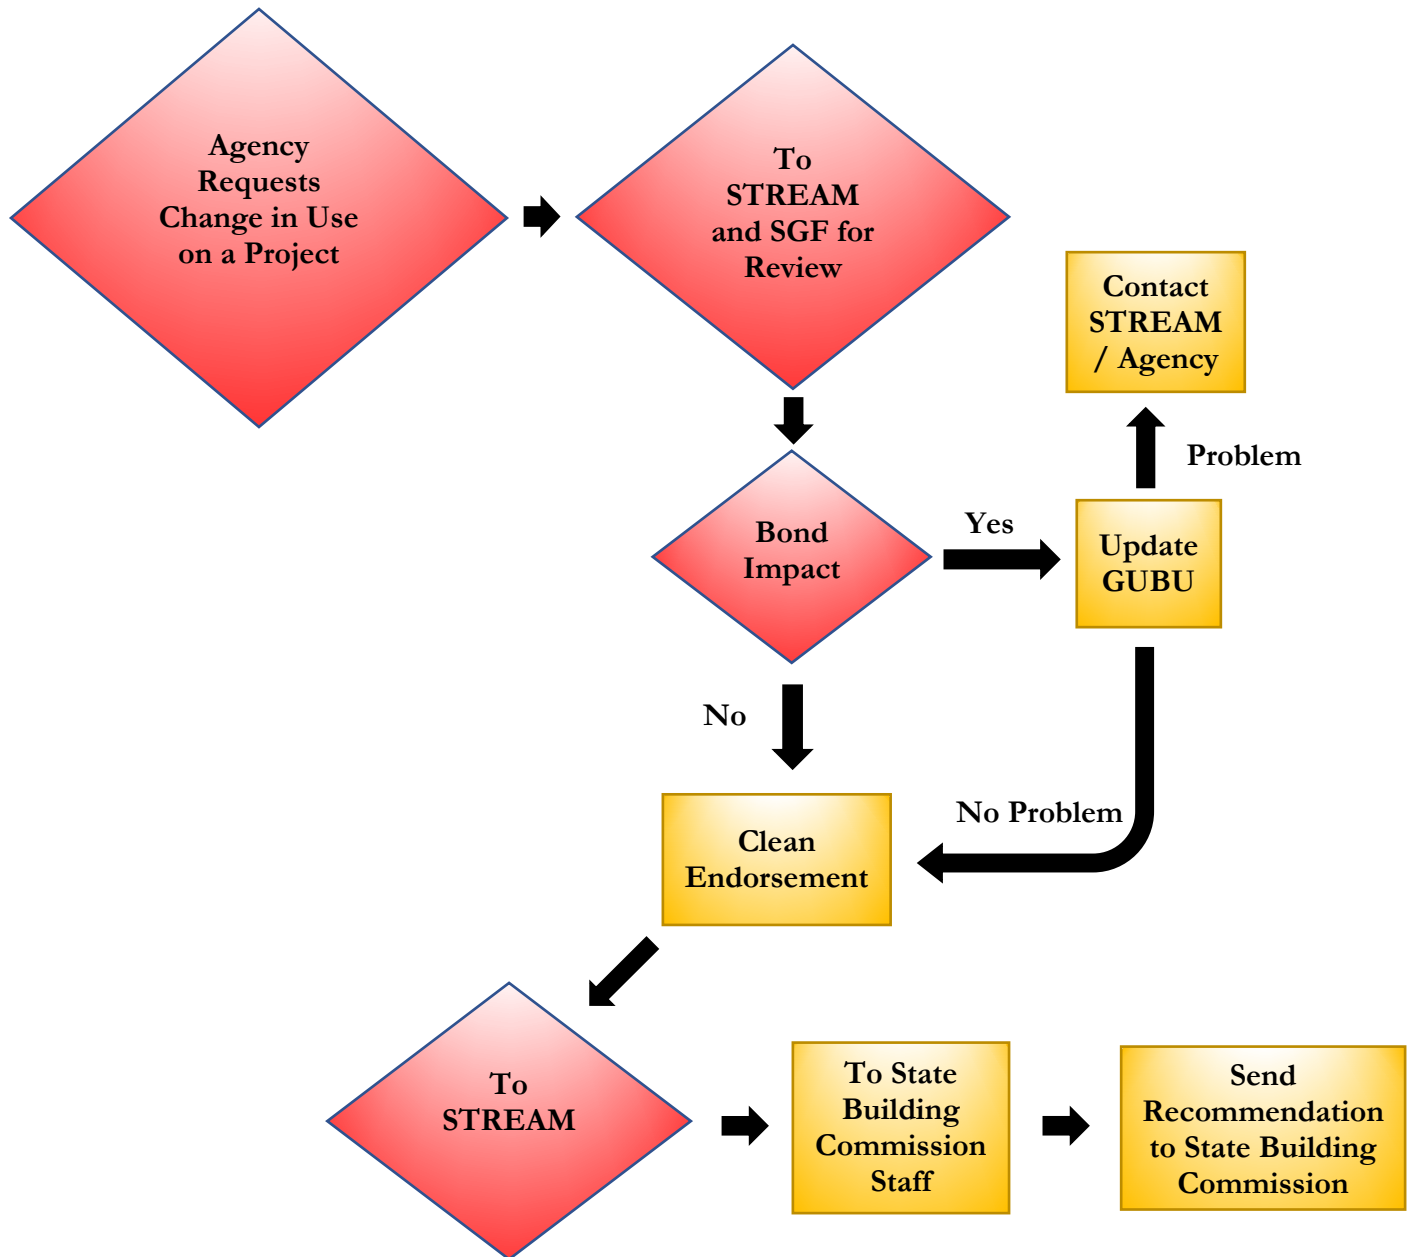 Agency
Requests
Change in Use
on a Project
To
STREAM
and SGF for
Review
Contact
STREAM
/ Agency
Problem
Bond
Impact
Yes
Update
GUBU
No
No Problem
Clean
Endorsement
To
STREAM
To State
Building
Commission
Staff
Send
Recommendation
to State Building
Commission